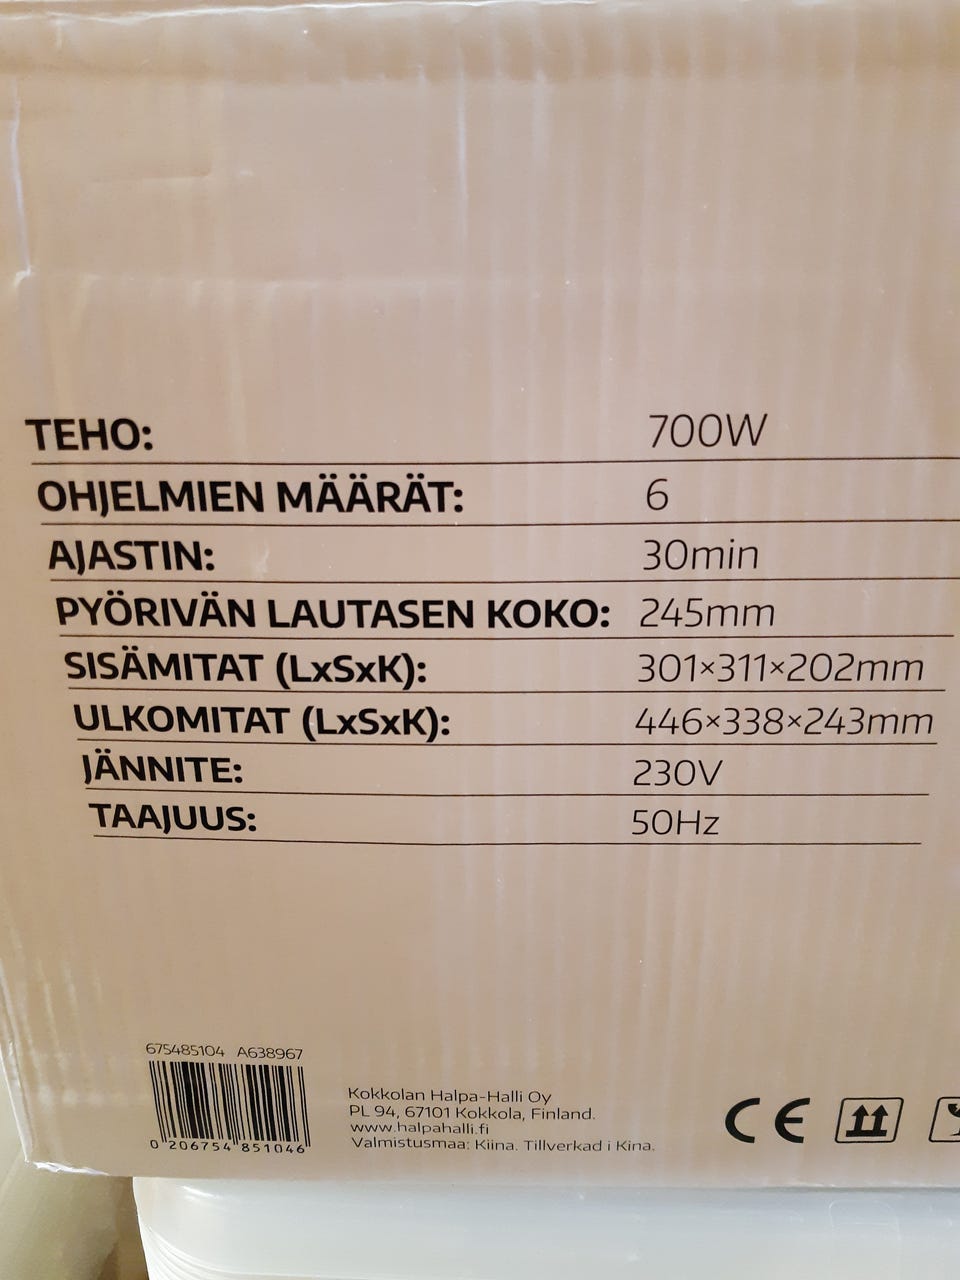 TEHO: 700W
OHJELMIEN MÄÄRÄT: 6
AJASTIN: 30min
PYÖRIVÄN LAUTASEN KOKO: 245mm
SISÄMITAT (LxSxK): 301×311×202mm
ULKOMITAT (LxSxK): 446×338×243mm
JÄNNITE: 230V
TAAJUUS: 50Hz
675485104 A638967
0 206754 851046
Kokkolan Halpa-Halli Oy
PL 94, 67101 Kokkola, Finland.
www.halpahalli.fi
Valmistusmaa: Kiina. Tillverkad i Kina.
CE